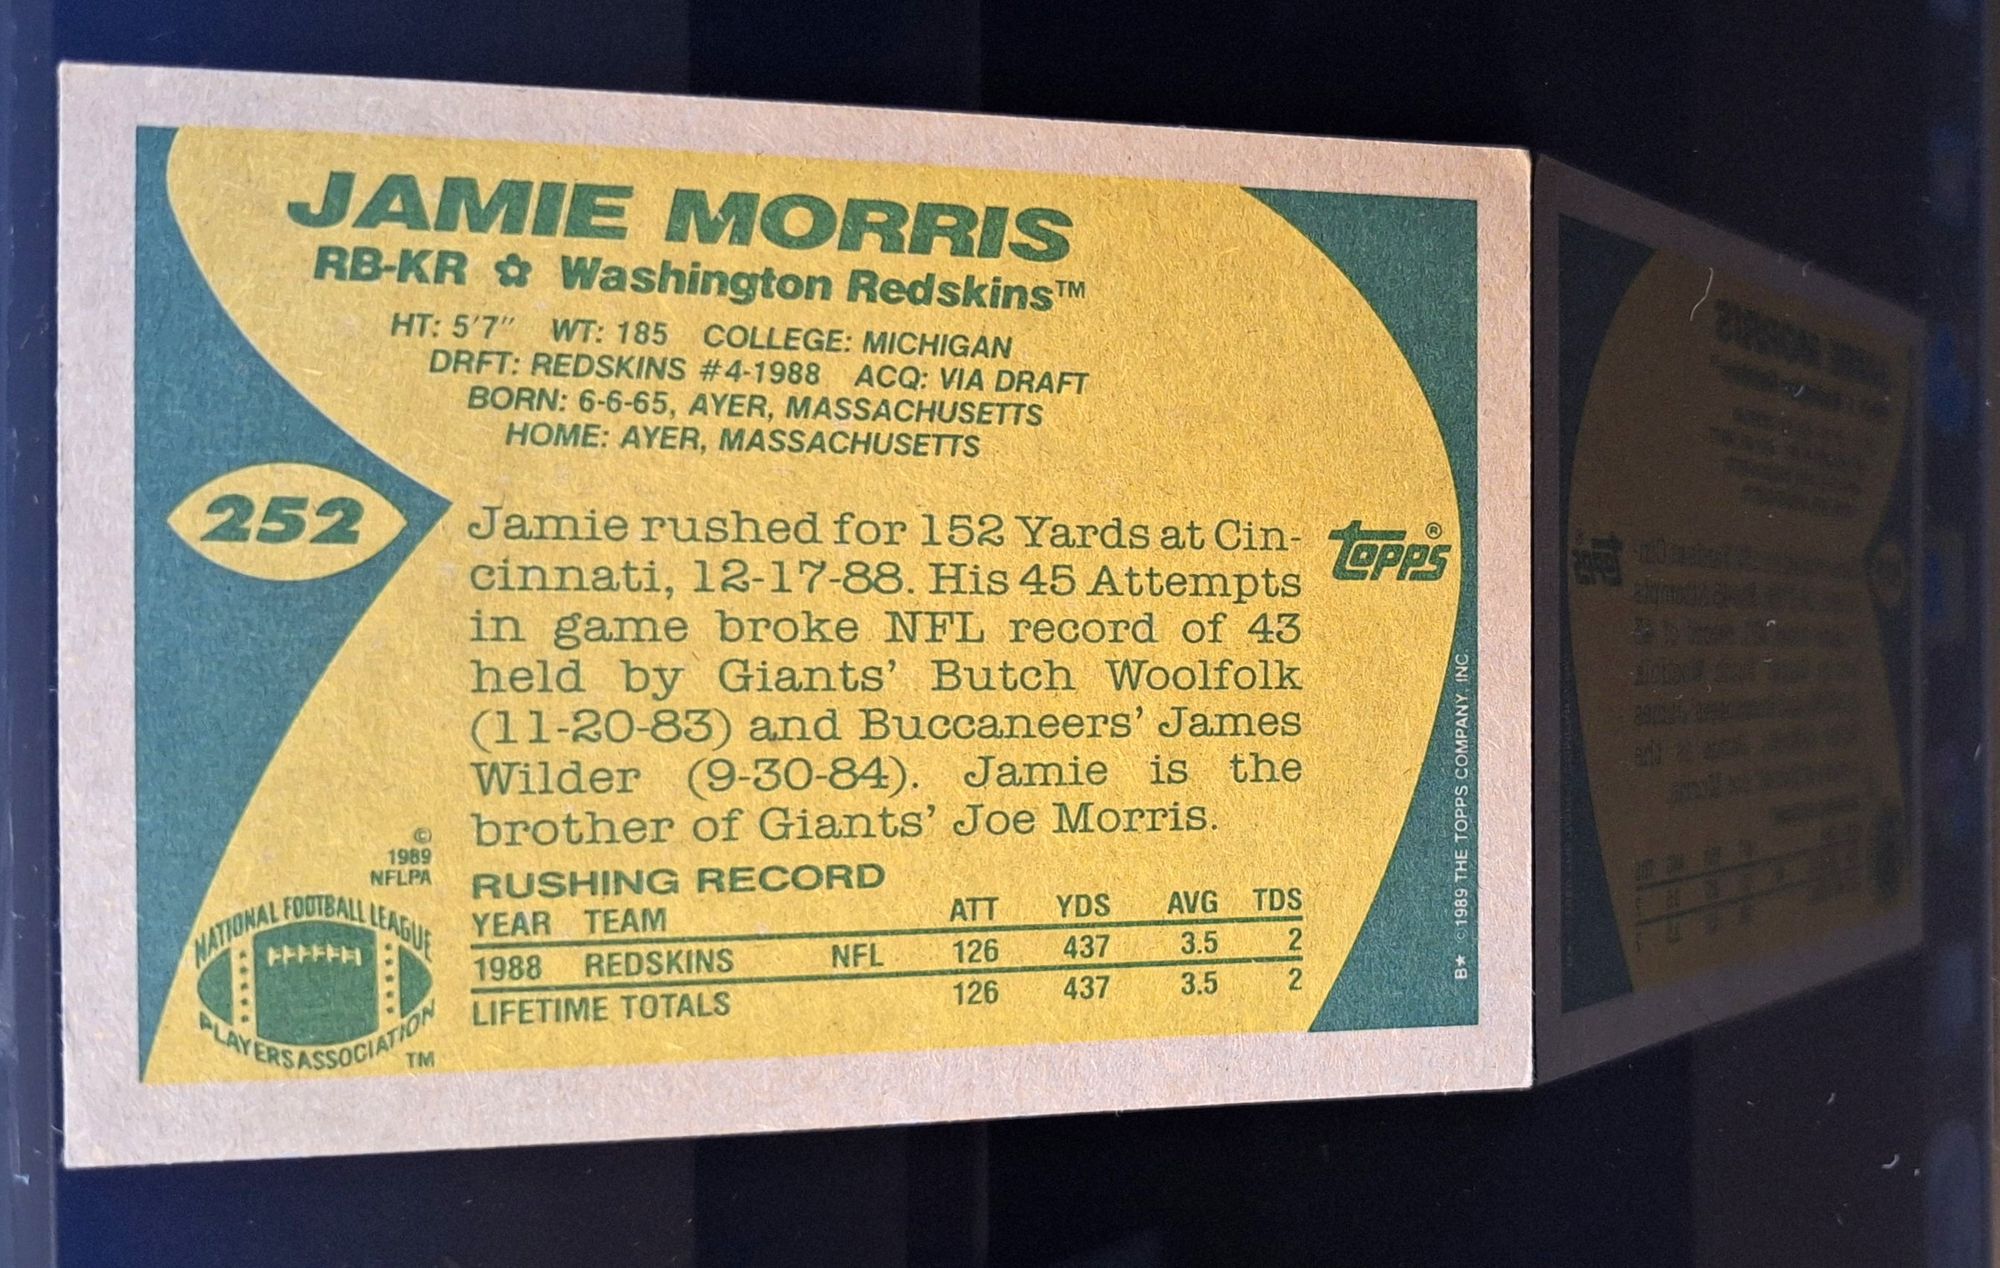 JAMIE MORRIS
RB-KR ✿ Washington Redskins™
HT: 5'7" WT: 185 COLLEGE: MICHIGAN
DRFT: REDSKINS #4-1988 ACQ: VIA DRAFT
BORN: 6-6-65, AYER, MASSACHUSETTS
HOME: AYER, MASSACHUSETTS
252
Jamie rushed for 152 Yards at Cin-
cinnati, 12-17-88. His 45 Attempts
in game broke NFL record of 43
held by Giants' Butch Woolfolk
(11-20-83) and Buccaneers' James
Wilder (9-30-84). Jamie is the
brother of Giants' Joe Morris.
topps®
©
1989
NFLPA
NATIONAL FOOTBALL LEAGUE
PLAYERS ASSOCIATION
TM
RUSHING RECORD
YEAR TEAM ATT YDS AVG TDS
1988 REDSKINS NFL 126 437 3.5 2
LIFETIME TOTALS 126 437 3.5 2
B* ©1989 THE TOPPS COMPANY, INC.